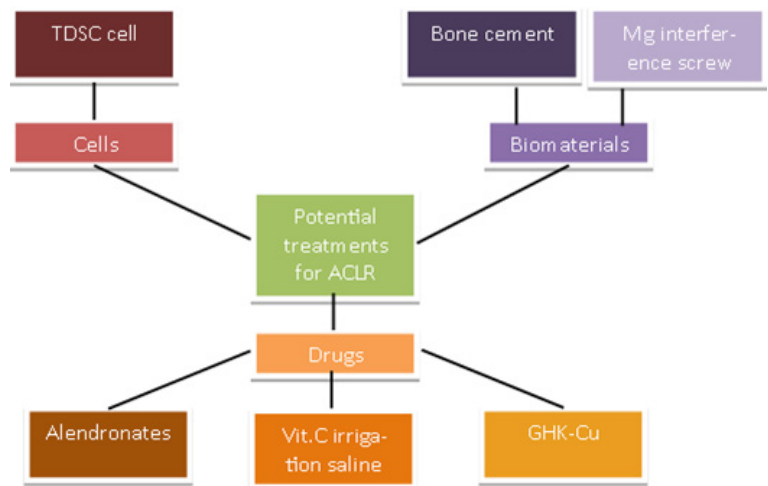 TDSC cell
Bone cement
Mg interfer-
ence screw
Cells
Biomaterials
Potential
treatments
for ACLR
Drugs
Alendronates
Vit.C irriga-
tion saline
GHK-Cu